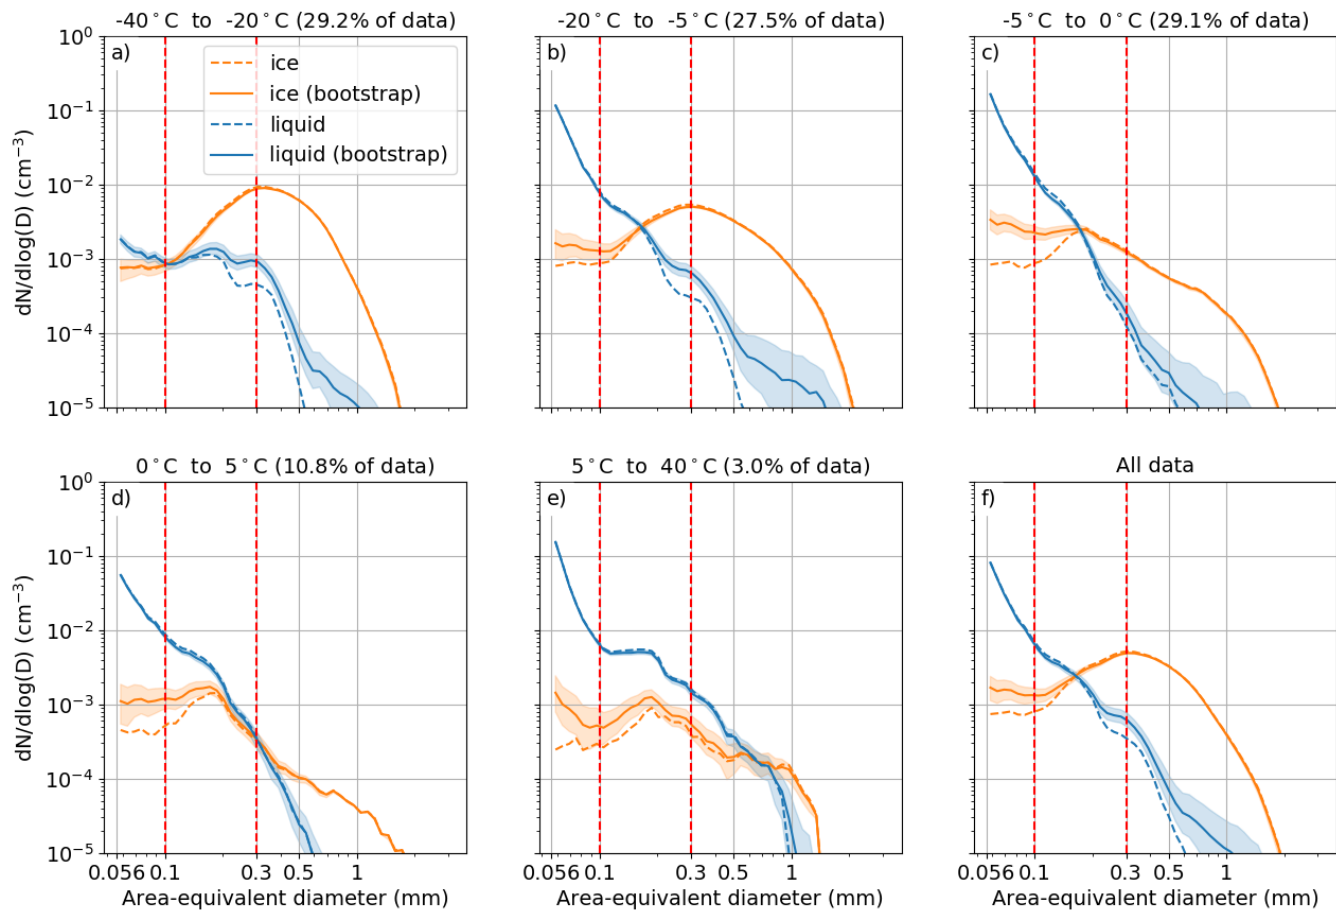 -40°C to -20°C (29.2% of data)
-20°C to -5°C (27.5% of data)
-5°C to 0°C (29.1% of data)
a)
b)
c)
ice
ice (bootstrap)
liquid
liquid (bootstrap)
dN/dlog(D) (cm⁻³)
10⁰
10⁻¹
10⁻²
10⁻³
10⁻⁴
10⁻⁵
0°C to 5°C (10.8% of data)
5°C to 40°C (3.0% of data)
All data
d)
e)
f)
dN/dlog(D) (cm⁻³)
10⁰
10⁻¹
10⁻²
10⁻³
10⁻⁴
10⁻⁵
0.056 0.1 0.3 0.5 1
0.056 0.1 0.3 0.5 1
0.056 0.1 0.3 0.5 1
Area-equivalent diameter (mm)
Area-equivalent diameter (mm)
Area-equivalent diameter (mm)